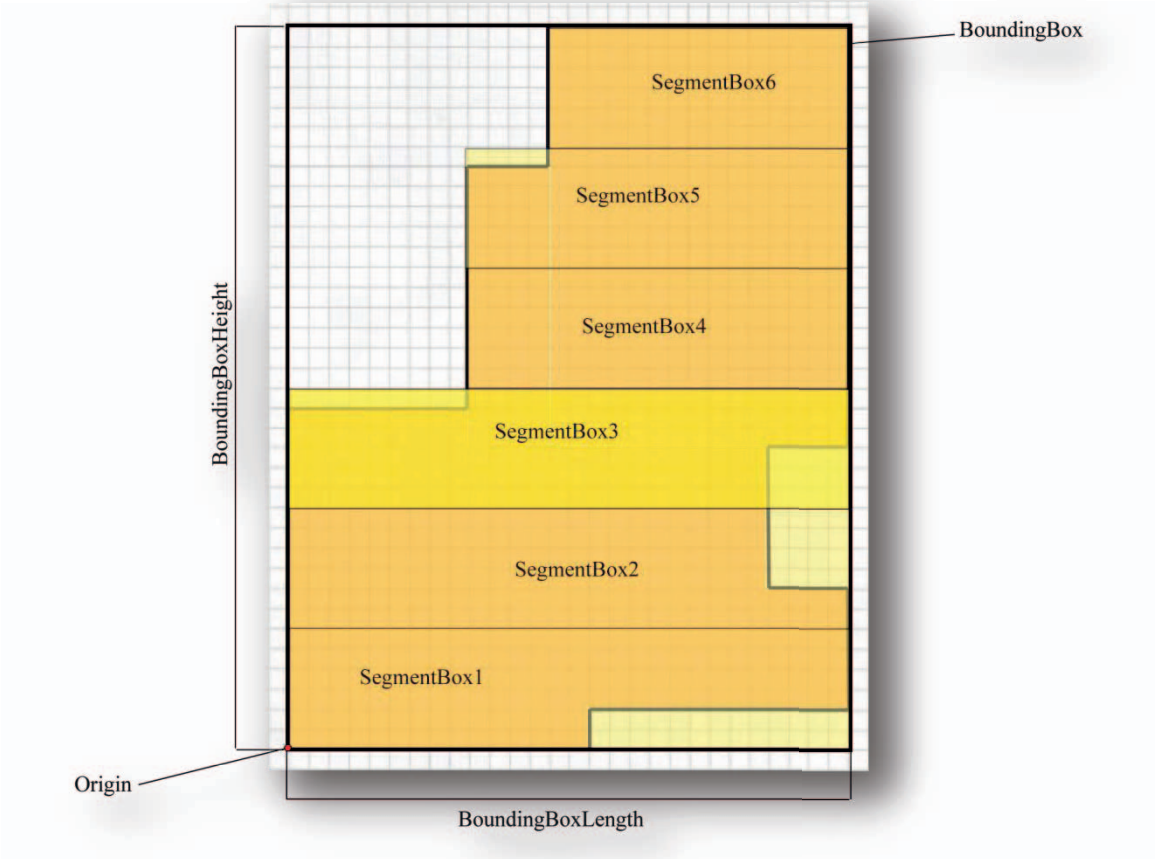 BoundingBox
SegmentBox6
SegmentBox5
SegmentBox4
BoundingBoxHeight
SegmentBox3
SegmentBox2
SegmentBox1
Origin
BoundingBoxLength